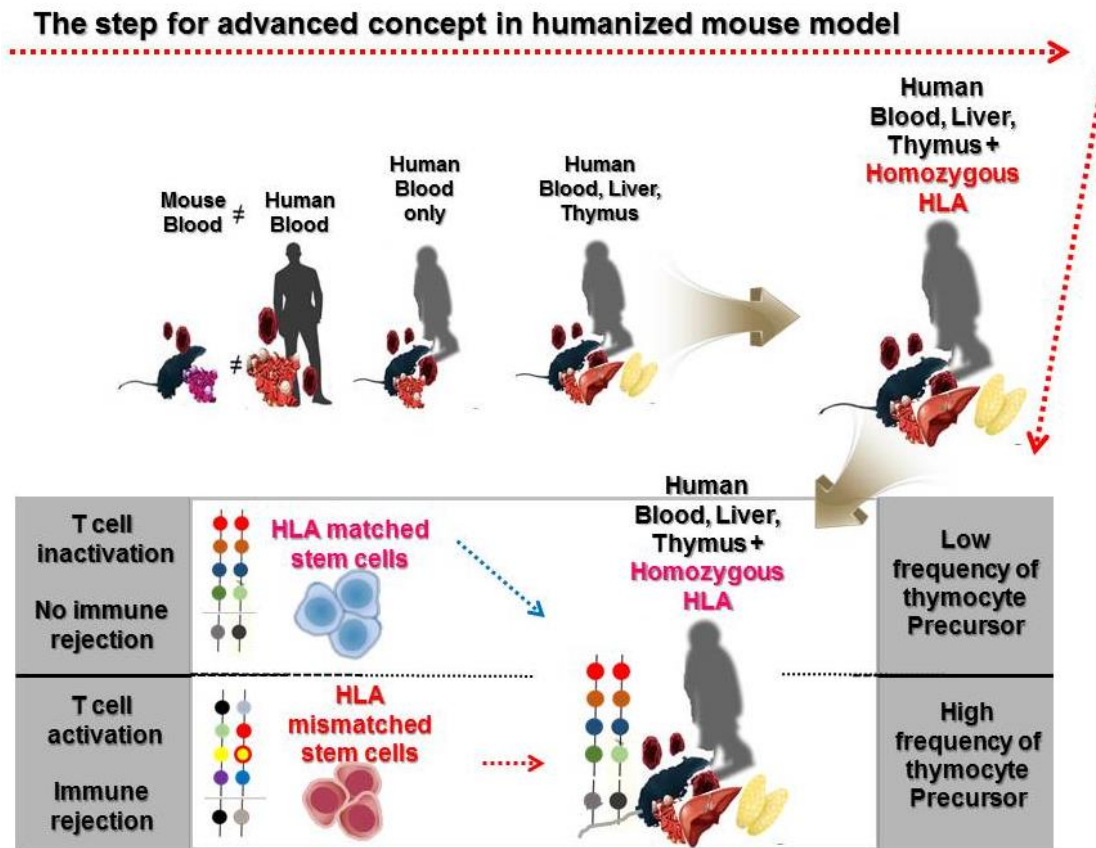 The step for advanced concept in humanized mouse model
Mouse
Blood
≠
Human
Blood
Human
Blood
only
Human
Blood, Liver,
Thymus
Human
Blood, Liver,
Thymus +
Homozygous
HLA
≠
T cell
inactivation
No immune
rejection
HLA matched
stem cells
Human
Blood, Liver,
Thymus +
Homozygous
HLA
Low
frequency of
thymocyte
Precursor
T cell
activation
Immune
rejection
HLA
mismatched
stem cells
High
frequency of
thymocyte
Precursor